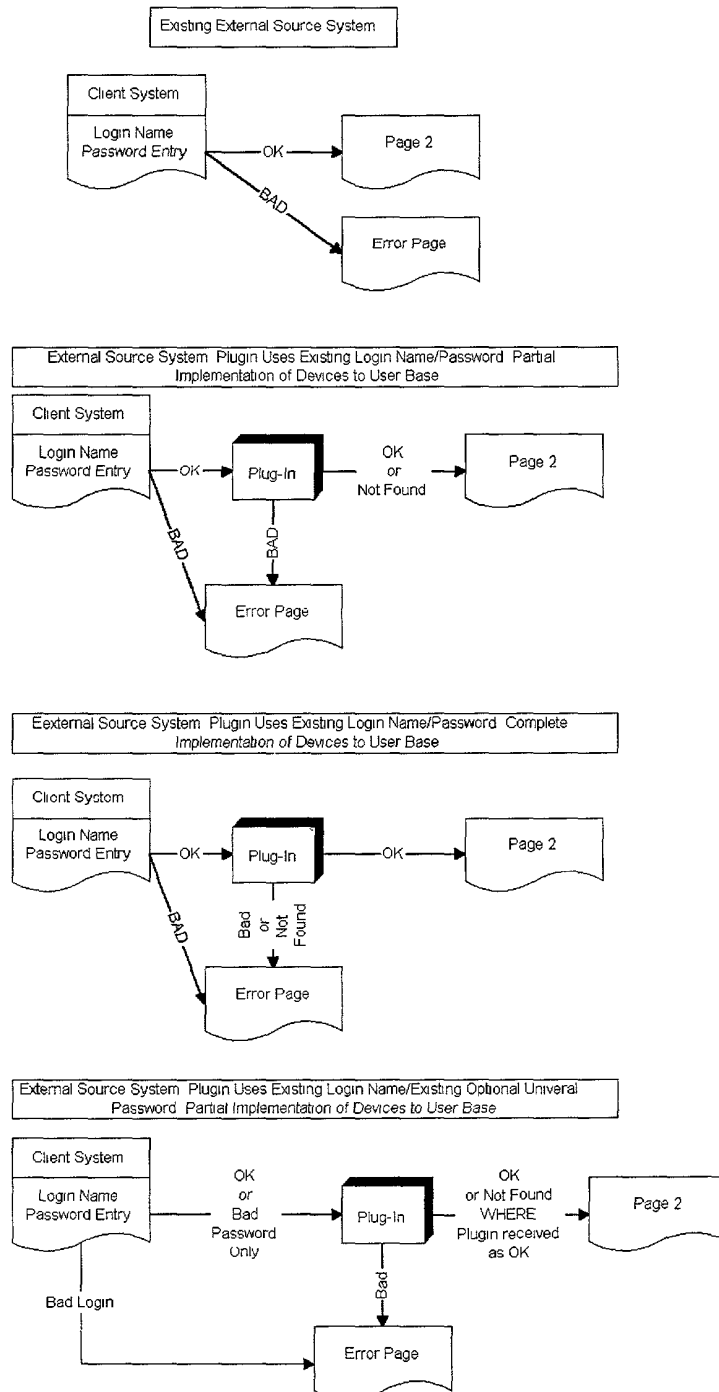 Existing External Source System
Client System
Login Name
Password Entry
OK
Page 2
BAD
Error Page
External Source System Plugin Uses Existing Login Name/Password Partial
Implementation of Devices to User Base
Client System
Login Name
Password Entry
OK
Plug-In
OK
or
Not Found
Page 2
BAD
BAD
Error Page
Eexternal Source System Plugin Uses Existing Login Name/Password Complete
Implementation of Devices to User Base
Client System
Login Name
Password Entry
OK
Plug-In
OK
Page 2
BAD
Bad
or
Not
Found
Error Page
External Source System Plugin Uses Existing Login Name/Existing Optional Univeral
Password Partial Implementation of Devices to User Base
Client System
Login Name
Password Entry
OK
or
Bad
Password
Only
Plug-In
OK
or Not Found
WHERE
Plugin received
as OK
Page 2
Bad Login
Bad
Error Page